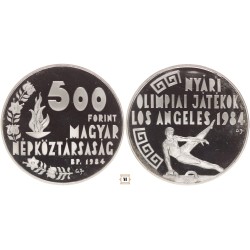 500
FORINT
MAGYAR
NÉPKÖZTÁRSASÁG
BP. 1984
NYÁRI
OLIMPIAI JÁTÉKOK
LOS ANGELES, 1984